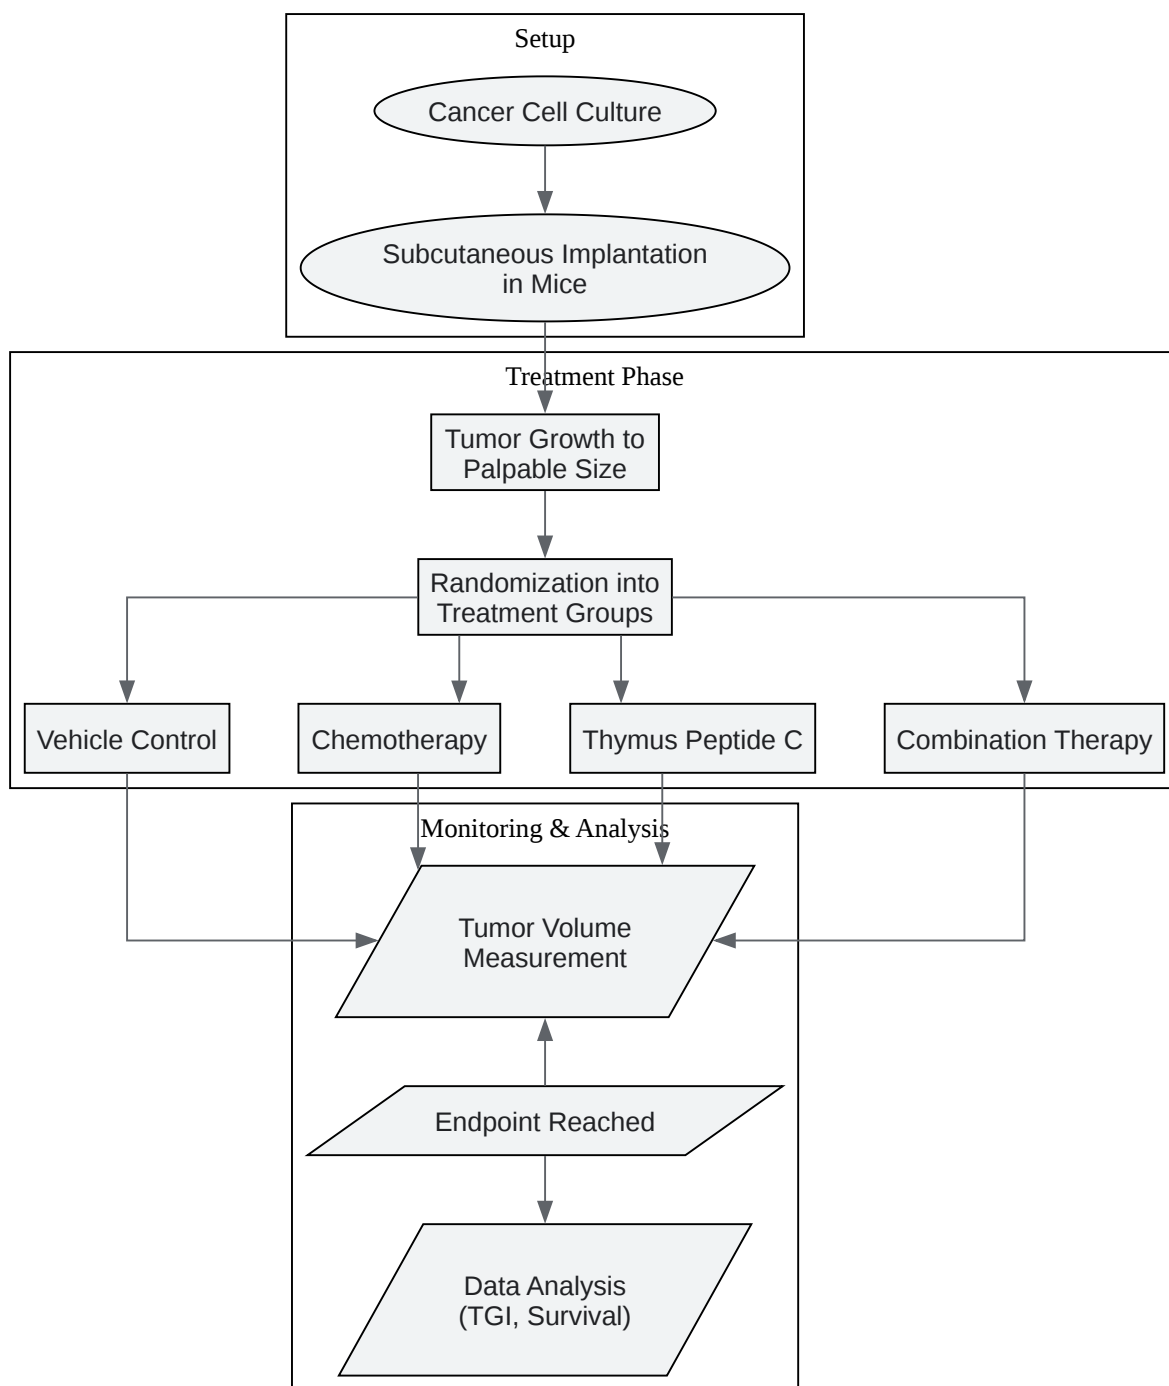 Setup
Cancer Cell Culture
Subcutaneous Implantation
in Mice
Treatment Phase
Tumor Growth to
Palpable Size
Randomization into
Treatment Groups
Vehicle Control
Chemotherapy
Thymus Peptide C
Combination Therapy
Monitoring & Analysis
Tumor Volume
Measurement
Endpoint Reached
Data Analysis
(TGI, Survival)